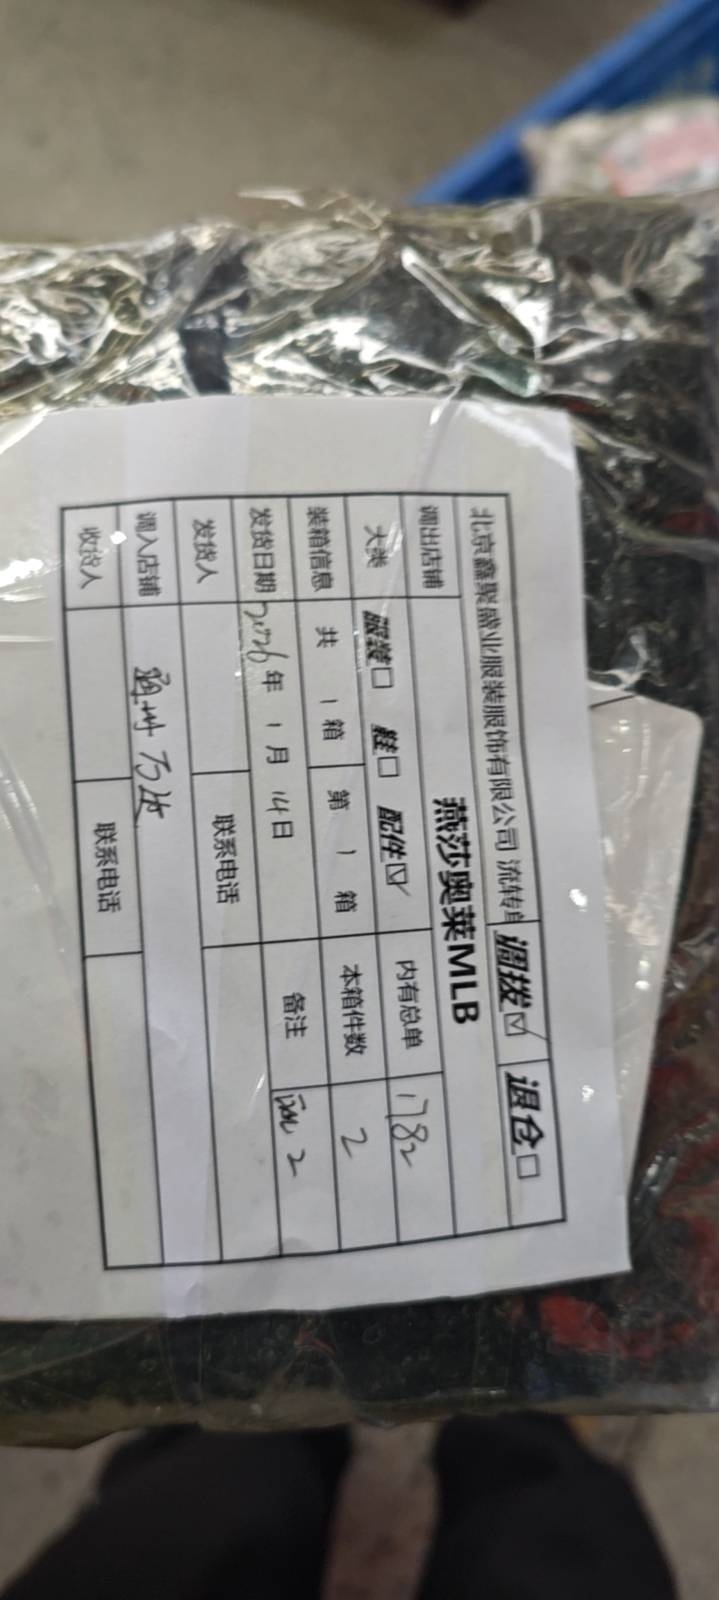 北京鑫聚盛业服装服饰有限公司 流转单 调拨☑ 退仓□
调出店铺 燕莎奥莱MLB
大类 服装□ 鞋□ 配件☑ 内有总单 1782
装箱信息 共 1 箱 第 1 箱 本箱件数 2
发货日期 2026年 1月 14日 备注 2
发货人 联系电话
调入店铺 通州万达
收货人 联系电话